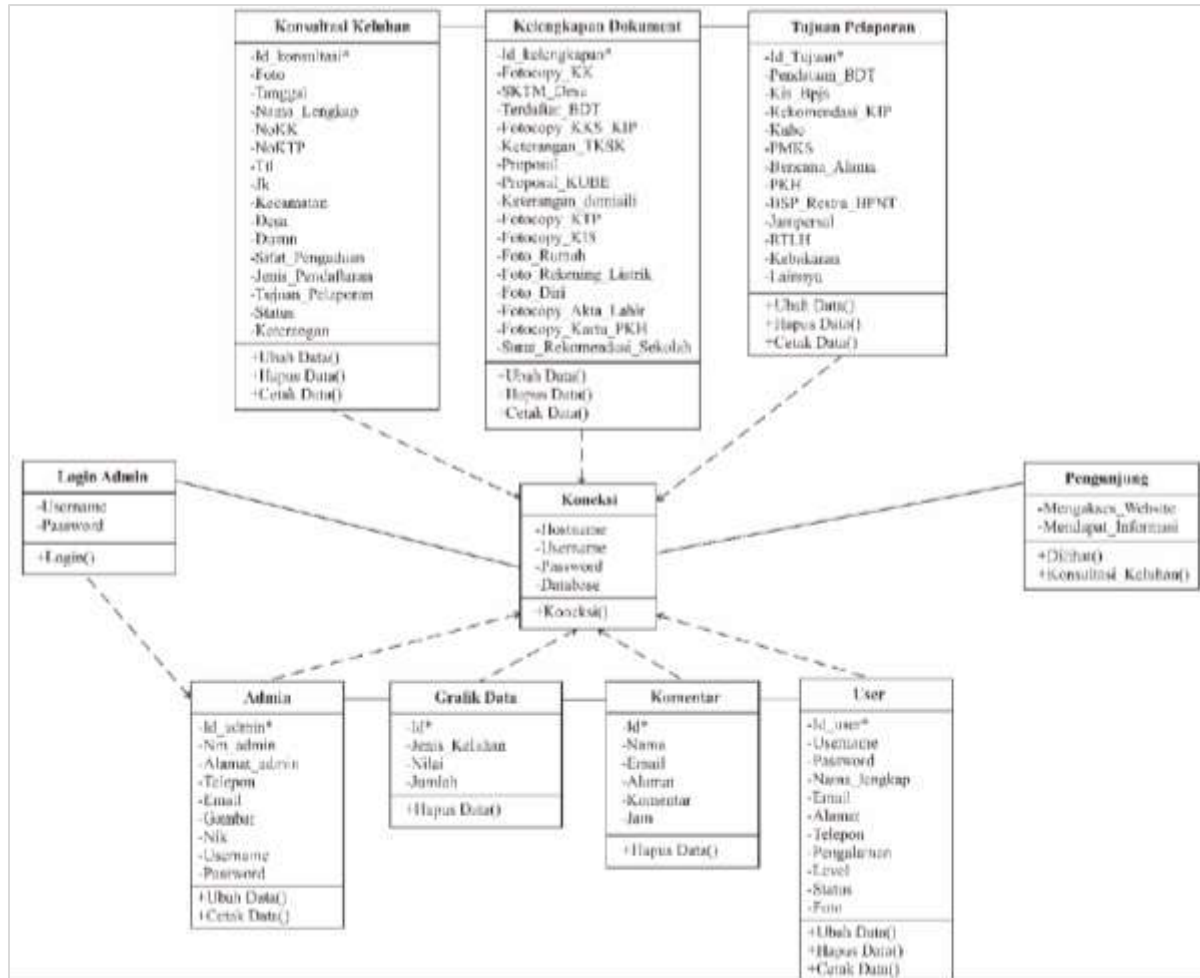 Konsultasi Keluhan
-Id_konsultasi*
-Foto
-Tanggal
-Nama_Lengkap
-NoKK
-NoKTP
-Ttl
-Jk
-Kecamatan
-Desa
-Dusun
-Sifat_Pengaduan
-Jenis_Pendaftaran
-Tujuan_Pelaporan
-Status
-Keterangan
+Ubah Data()
+Hapus Data()
+Cetak Data()
Kelengkapan Dokument
-Id_kelengkapan*
-Fotocopy_KK
-SKTM_Desa
-Terdaftar_BDT
-Fotocopy_KKS_KIP
-Keterangan_TKSK
-Proposal
-Proposal_KUBE
-Keterangan_domisili
-Fotocopy_KTP
-Fotocopy_KIS
-Foto_Rumah
-Foto_Rekening_Listrik
-Foto_Diri
-Fotocopy_Akta_Lahir
-Fotocopy_Kartu_PKH
-Surat_Rekomendasi_Sekolah
+Ubah Data()
-Hapus Data()
+Cetak Data()
Tujuan Pelaporan
-Id_Tujuan*
-Pendataan_BDT
-Kis_Bpjs
-Rekomendasi_KIP
-Kube
-PMKS
-Bencana_Alama
-PKH
-BSP_Restra_BPNT
-Jampersal
-RTLH
-Kebakaran
-Lainnya
+Ubah Data()
+Hapus Data()
+Cetak Data()
Login Admin
-Username
-Password
+Login()
Koneksi
-Hostname
-Username
-Password
-Database
+Koneksi()
Pengunjung
-Mengakses_Website
-Mendapat_Informasi
+Dilihat()
+Konsultasi_Keluhan()
Admin
-Id_admin*
-Nm_admin
-Alamat_admin
-Telepon
-Email
-Gambar
-Nik
-Username
-Password
+Ubah Data()
+Cetak Data()
Grafik Data
-Id*
-Jenis_Keluhan
-Nilai
-Jumlah
+Hapus Data()
Komentar
-Id*
-Nama
-Email
-Alamat
-Komentar
-Jam
+Hapus Data()
User
-Id_user*
-Username
-Password
-Nama_lengkap
-Email
-Alamat
-Telepon
-Pengalaman
-Level
-Status
-Foto
+Ubah Data()
+Hapus Data()
+Cetak Data()